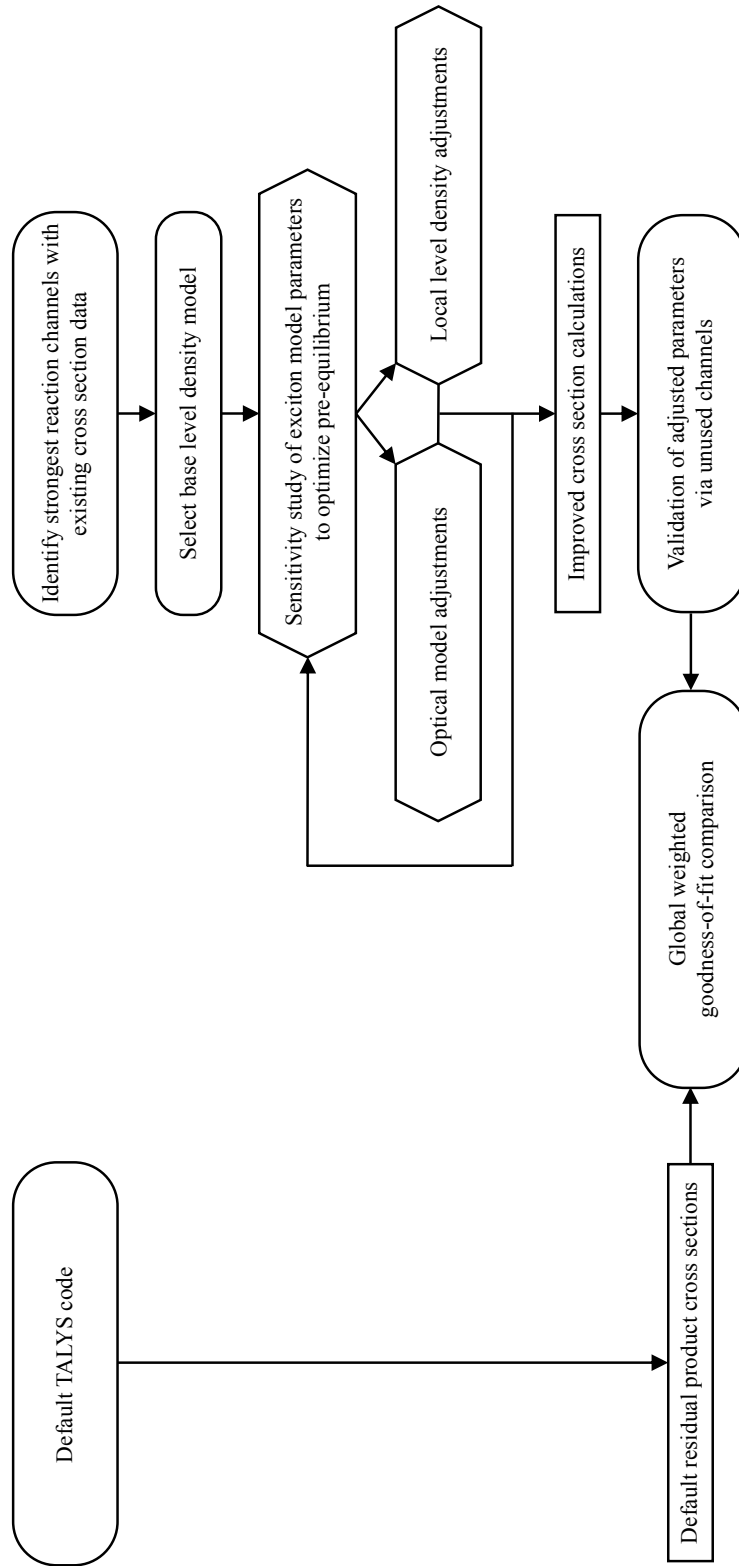 Identify strongest reaction channels with
existing cross section data
Select base level density model
Sensitivity study of exciton model parameters
to optimize pre-equilibrium
Optical model adjustments
Local level density adjustments
Improved cross section calculations
Validation of adjusted parameters
via unused channels
Default TALYS code
Default residual product cross sections
Global weighted
goodness-of-fit comparison